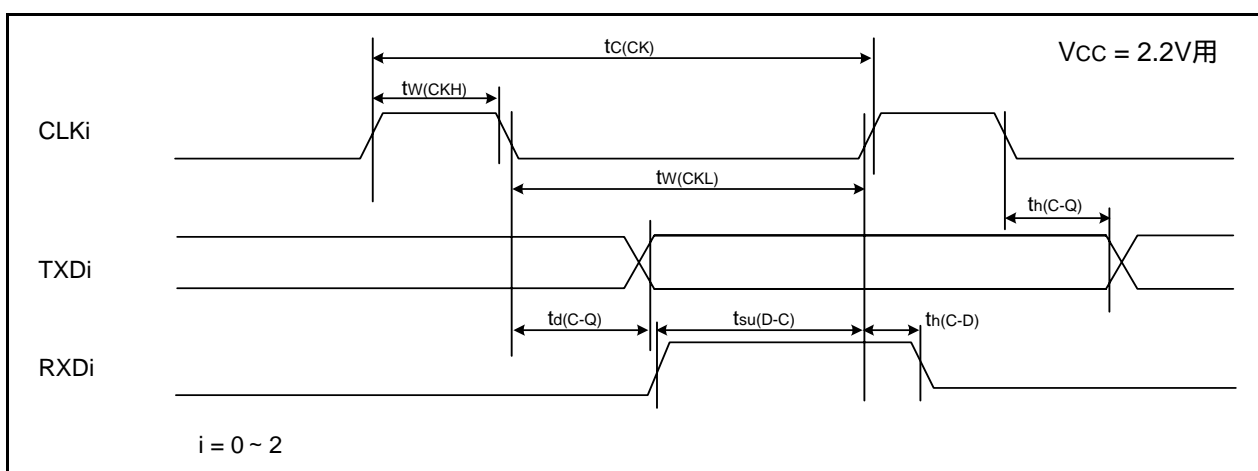 tC(CK)
VCC = 2.2V用
tW(CKH)
CLKi
tW(CKL)
th(C-Q)
TXDi
td(C-Q)
tsu(D-C)
th(C-D)
RXDi
i = 0 ~ 2